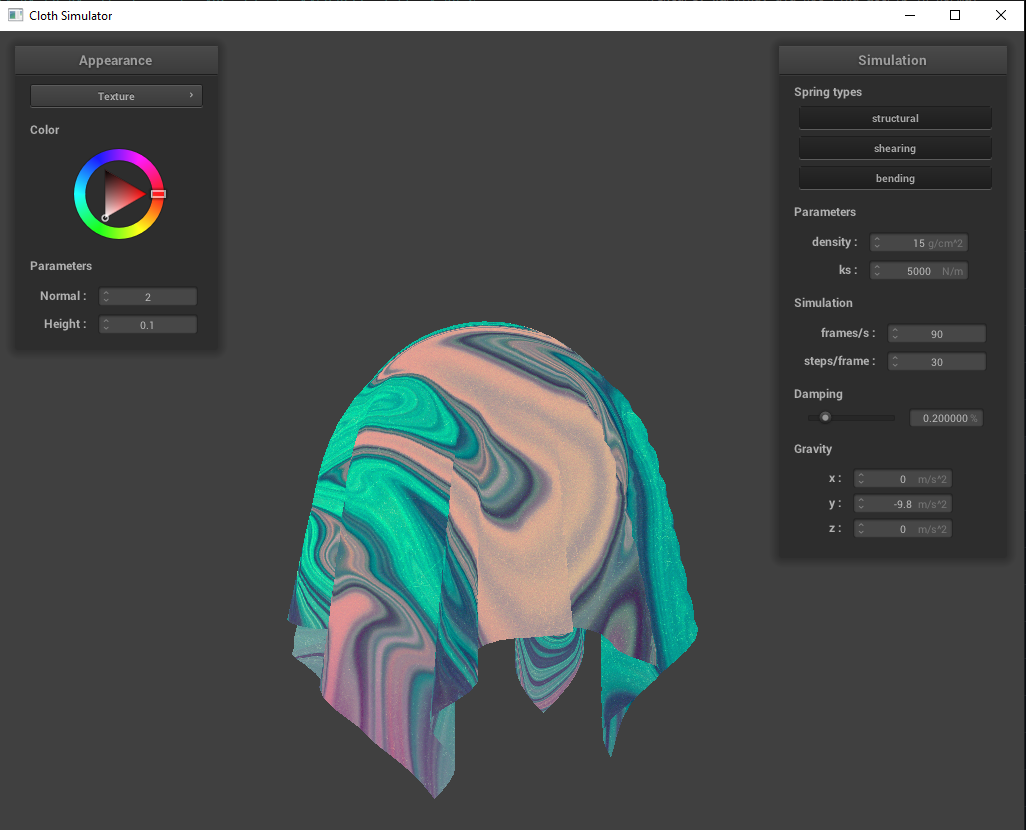 Cloth Simulator
Appearance
Texture
Color
Parameters
Normal : 2
Height : 0.1
Simulation
Spring types
structural
shearing
bending
Parameters
density : 15 g/cm^2
ks : 5000 N/m
Simulation
frames/s : 90
steps/frame : 30
Damping
0.200000 %
Gravity
x : 0 m/s^2
y : -9.8 m/s^2
z : 0 m/s^2